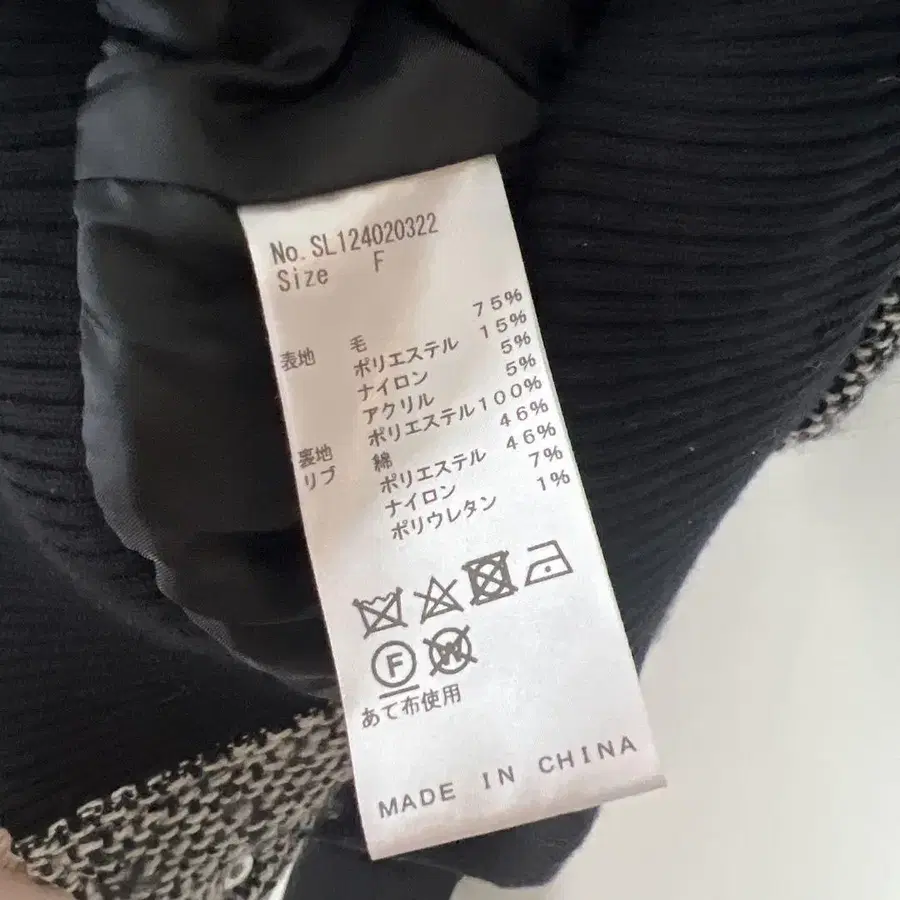 No.SL124020322
Size F
表地 毛 75%
ポリエステル 15%
ナイロン 5%
アクリル 5%
裏地 ポリエステル 100%
リブ 綿 46%
ポリエステル 46%
ナイロン 7%
ポリウレタン 1%
F W
あて布使用
MADE IN CHINA